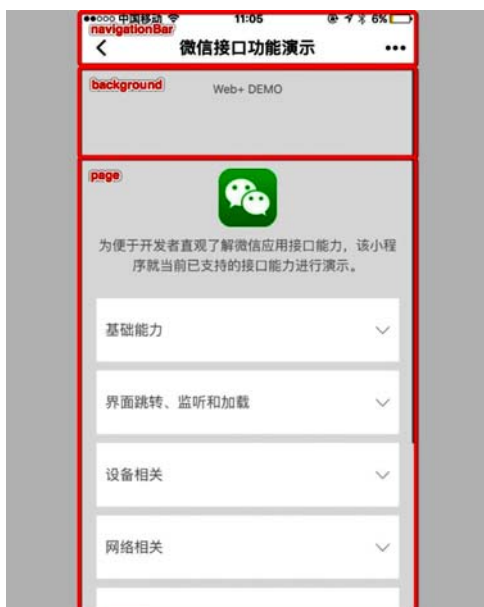 ●●○○○ 中国移动 11:05 6%
navigationBar
微信接口功能演示
background
Web+ DEMO
page
为便于开发者直观了解微信应用接口能力，该小程
序就当前已支持的接口能力进行演示。
基础能力
界面跳转、监听和加载
设备相关
网络相关